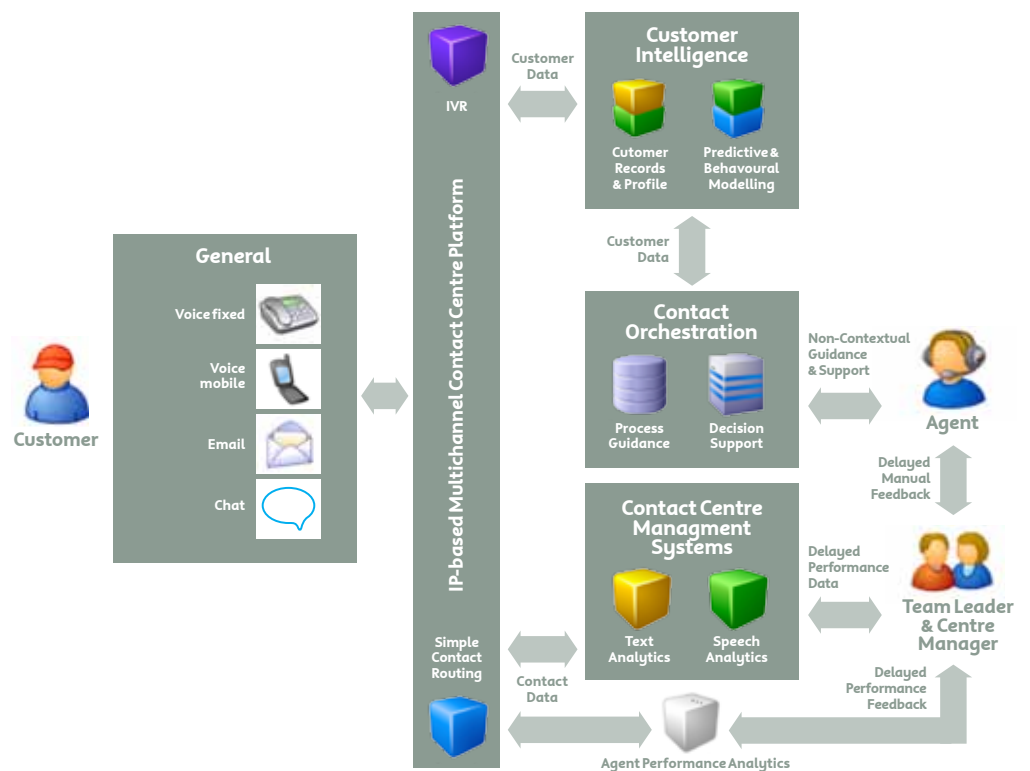 Customer
General
Voice fixed
Voice
mobile
Email
Chat
IVR
IP-based Multichannel Contact Centre Platform
Simple
Contact
Routing
Customer
Data
Customer
Intelligence
Cutomer
Records
& Profile
Predictive &
Behavoural
Modelling
Customer
Data
Contact
Orchestration
Process
Guidance
Decision
Support
Non-Contextual
Guidance
& Support
Agent
Delayed
Manual
Feedback
Contact Centre
Managment
Systems
Text
Analytics
Speech
Analytics
Delayed
Performance
Data
Team Leader
& Centre
Manager
Contact
Data
Delayed
Performance
Feedback
Agent Performance Analytics